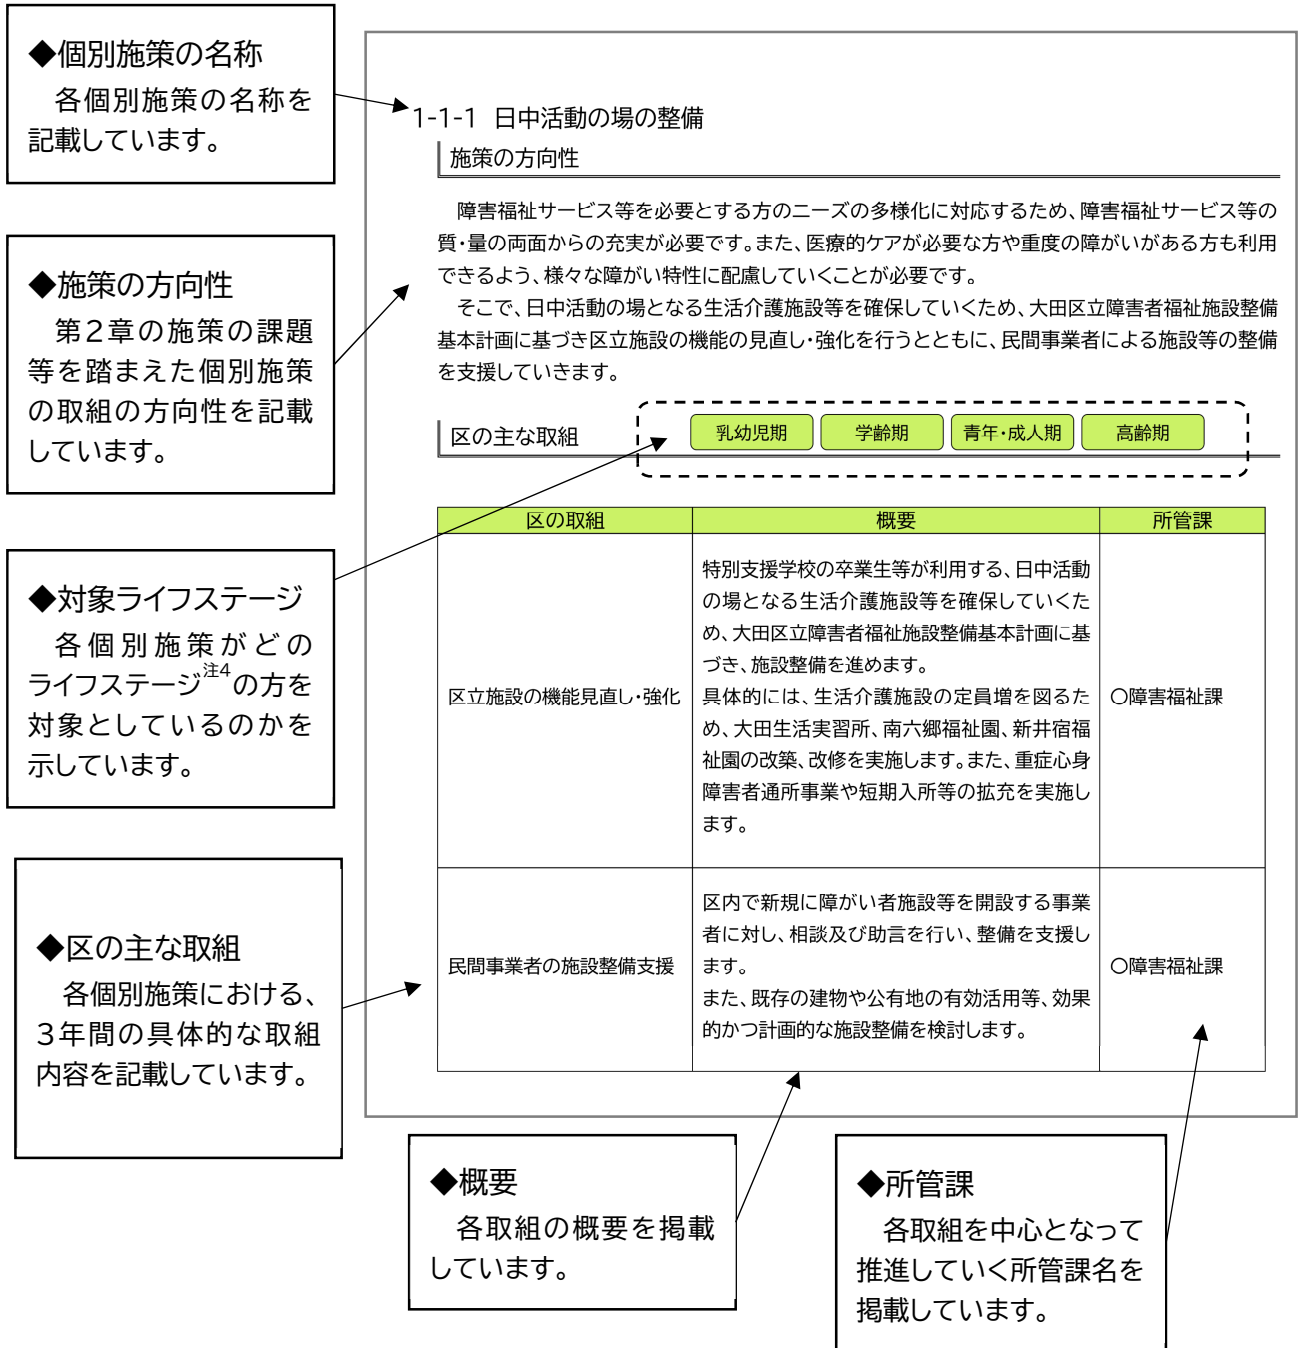 ◆個別施策の名称
各個別施策の名称を
記載しています。
◆施策の方向性
第2章の施策の課題
等を踏まえた個別施策
の取組の方向性を記載
しています。
◆対象ライフステージ
各個別施策がどの
ライフステージ注4の方を
対象としているのかを
示しています。
◆区の主な取組
各個別施策における、
3年間の具体的な取組
内容を記載しています。
1-1-1 日中活動の場の整備
施策の方向性
障害福祉サービス等を必要とする方のニーズの多様化に対応するため、障害福祉サービス等の
質・量の両面からの充実が必要です。また、医療的ケアが必要な方や重度の障がいがある方も利用
できるよう、様々な障がい特性に配慮していくことが必要です。
そこで、日中活動の場となる生活介護施設等を確保していくため、大田区立障害者福祉施設整備
基本計画に基づき区立施設の機能の見直し・強化を行うとともに、民間事業者による施設等の整備
を支援していきます。
区の主な取組 乳幼児期 学齢期 青年・成人期 高齢期
区の取組 概要 所管課
区立施設の機能見直し・強化
特別支援学校の卒業生等が利用する、日中活動
の場となる生活介護施設等を確保していくた
め、大田区立障害者福祉施設整備基本計画に基
づき、施設整備を進めます。
具体的には、生活介護施設の定員増を図るた
め、大田生活実習所、南六郷福祉園、新井宿福
祉園の改築、改修を実施します。また、重症心身
障害者通所事業や短期入所等の拡充を実施し
ます。
〇障害福祉課
民間事業者の施設整備支援
区内で新規に障がい者施設等を開設する事業
者に対し、相談及び助言を行い、整備を支援し
ます。
また、既存の建物や公有地の有効活用等、効果
的かつ計画的な施設整備を検討します。
〇障害福祉課
◆概要
各取組の概要を掲載
しています。
◆所管課
各取組を中心となって
推進していく所管課名を
掲載しています。